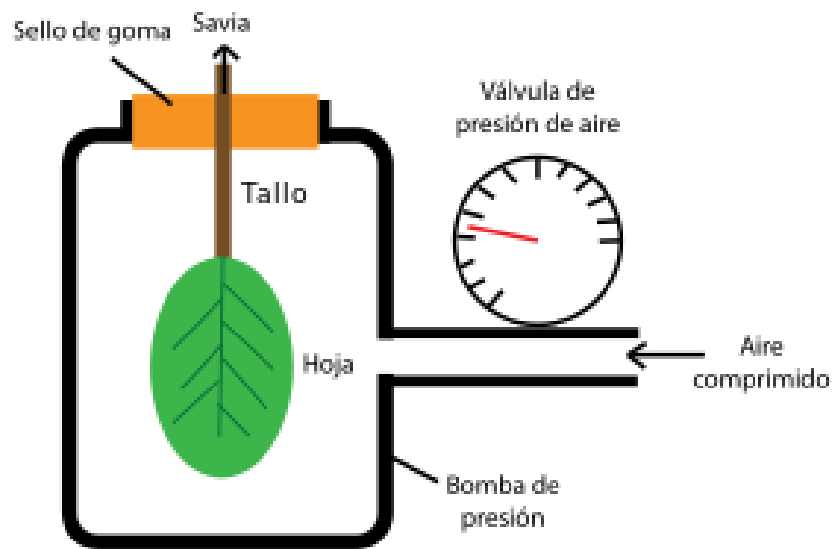 Savia
Sello de goma
Válvula de
presión de aire
Tallo
Hoja
Aire
comprimido
Bomba de
presión